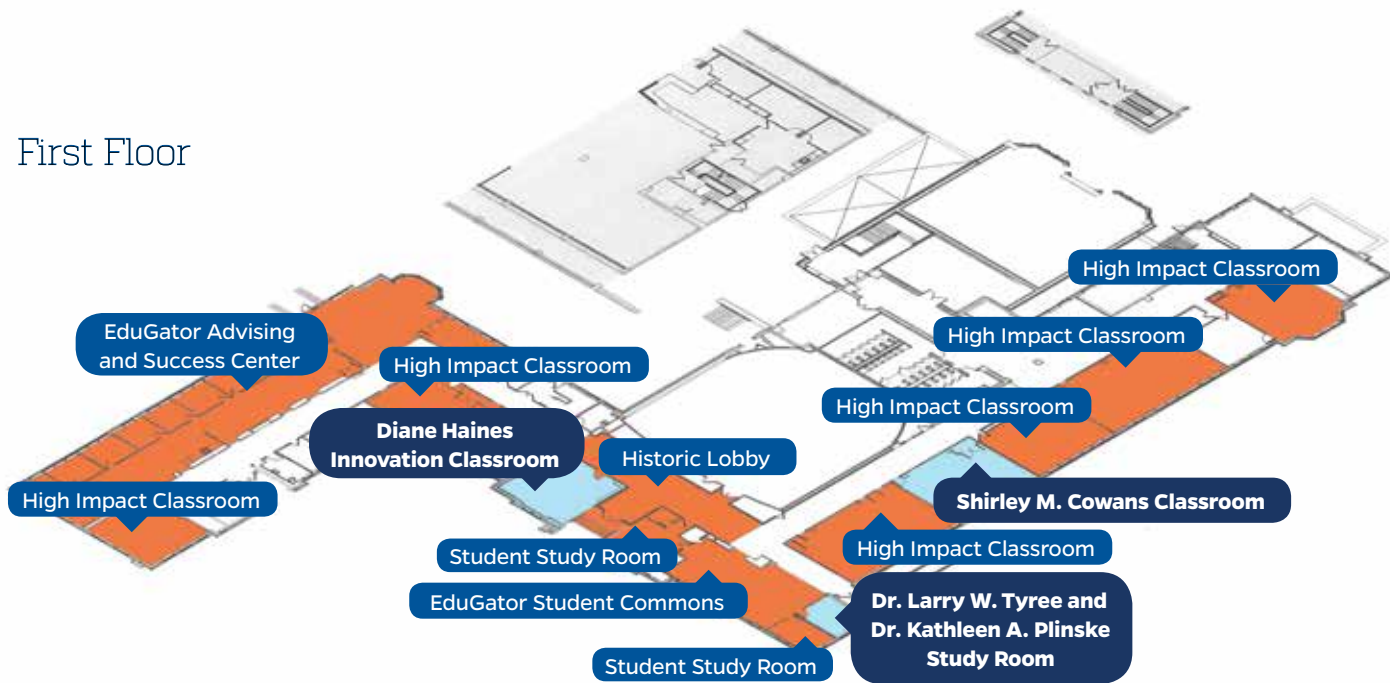 First Floor
High Impact Classroom
EduGator Advising
and Success Center
High Impact Classroom
High Impact Classroom
High Impact Classroom
Diane Haines
Innovation Classroom
Historic Lobby
High Impact Classroom
Shirley M. Cowans Classroom
Student Study Room
High Impact Classroom
EduGator Student Commons
Dr. Larry W. Tyree and
Dr. Kathleen A. Plinske
Study Room
Student Study Room